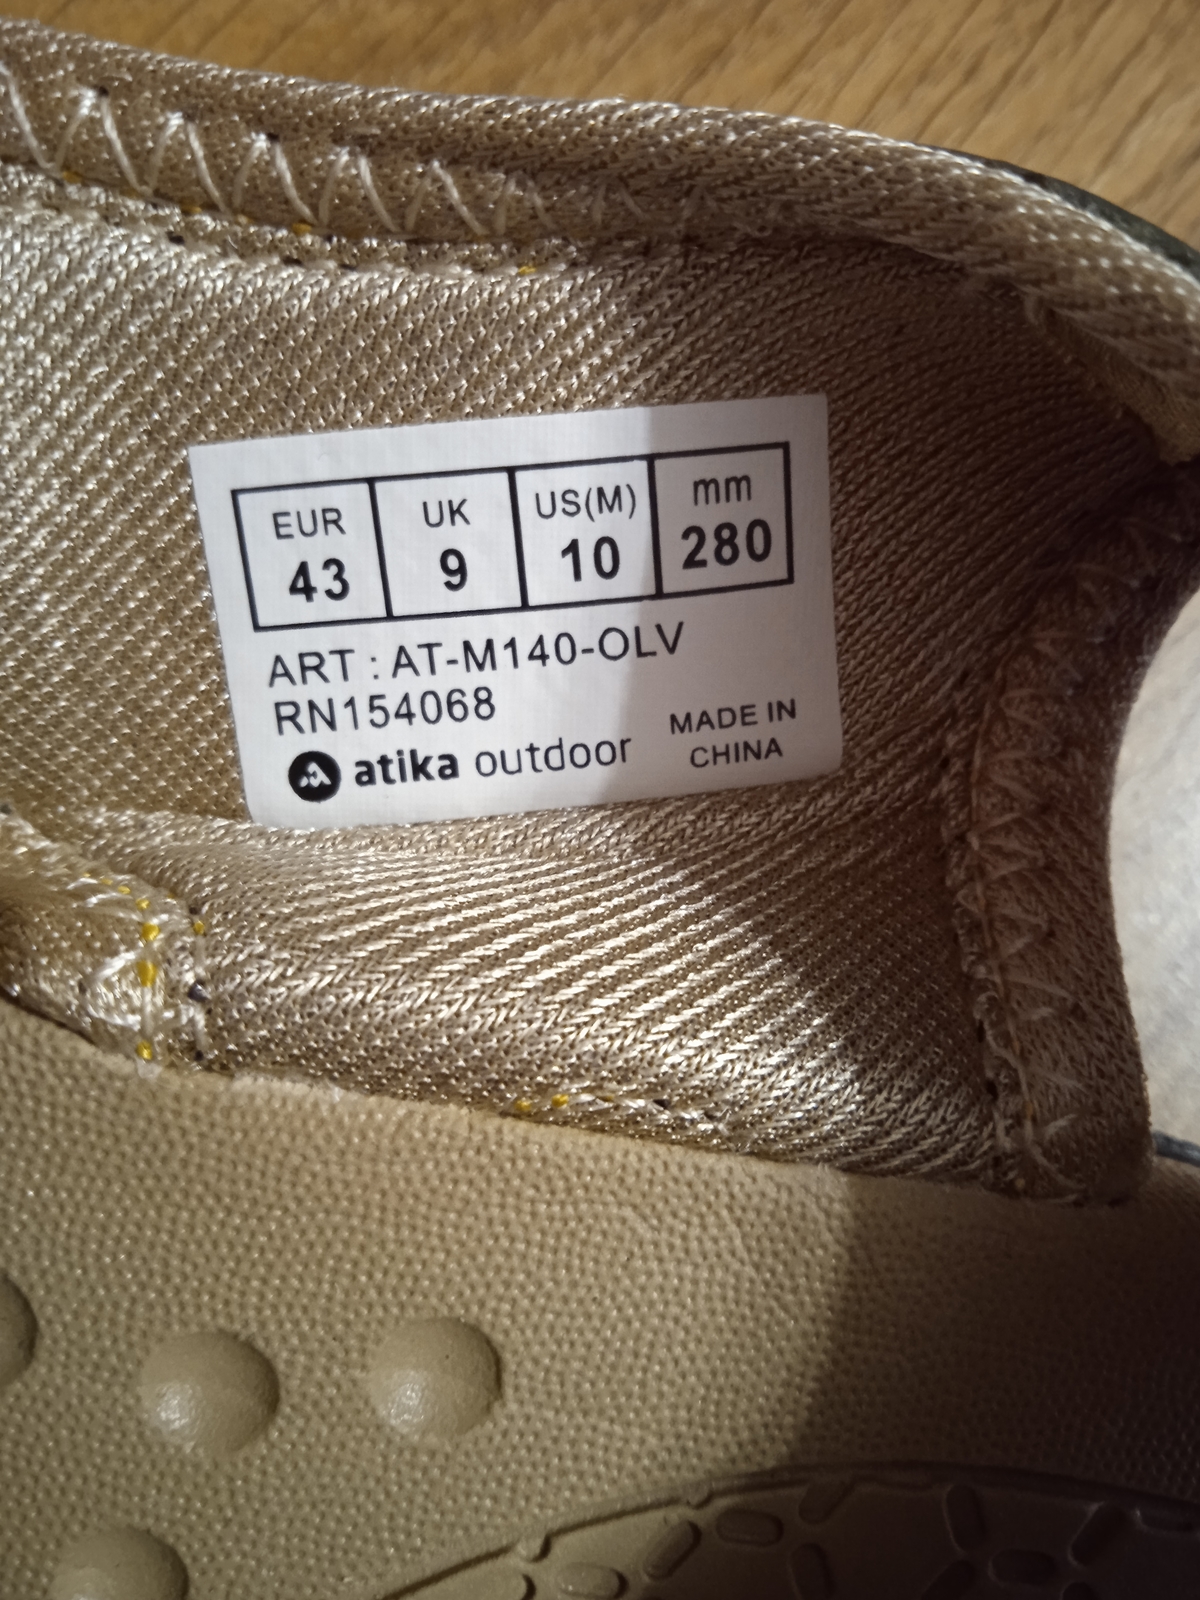 EUR UK US(M) mm
43 9 10 280
ART : AT-M140-OLV
RN154068
atika outdoor
MADE IN
CHINA